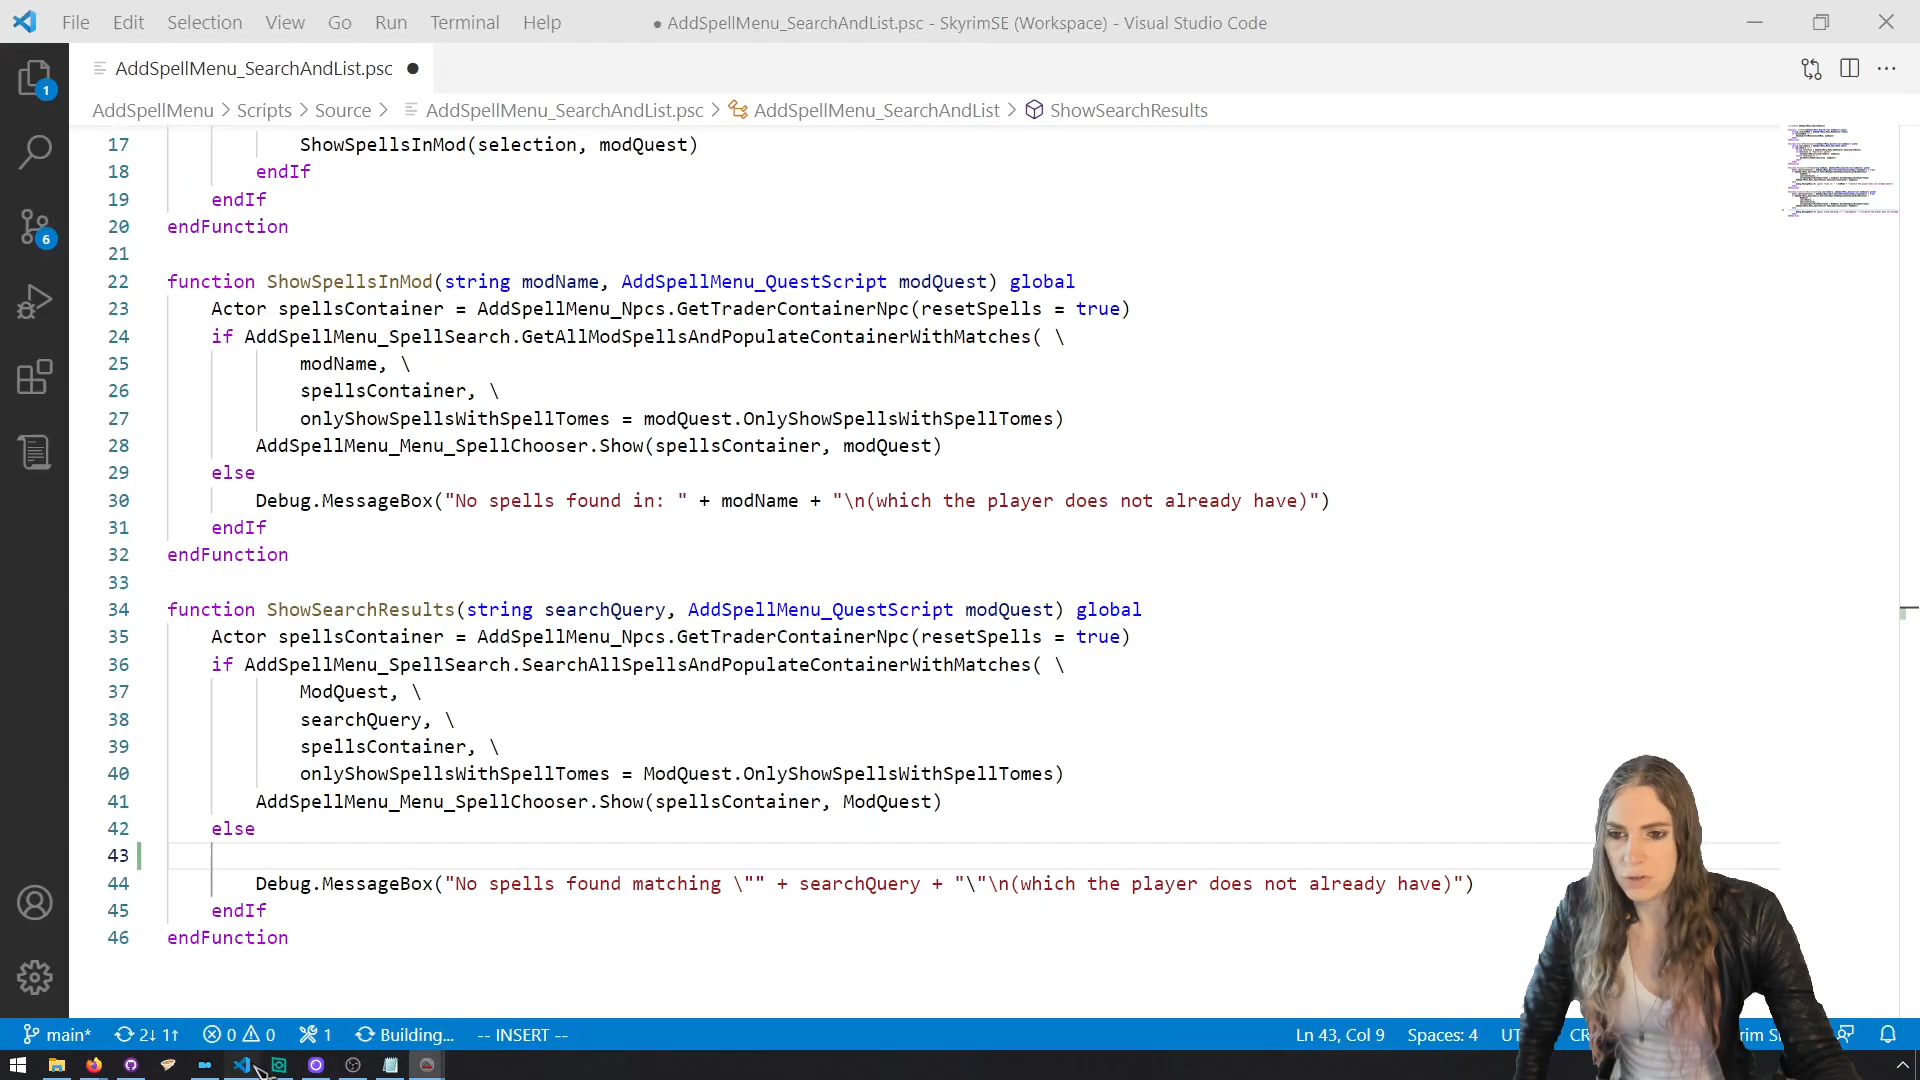 File Edit Selection View Go Run Terminal Help
● AddSpellMenu_SearchAndList.psc - SkyrimSE (Workspace) - Visual Studio Code
AddSpellMenu_SearchAndList.psc
AddSpellMenu > Scripts > Source > AddSpellMenu_SearchAndList.psc > AddSpellMenu_SearchAndList > ShowSearchResults
1
6
17 ShowSpellsInMod(selection, modQuest)
18 endIf
19 endIf
20 endFunction
21
22 function ShowSpellsInMod(string modName, AddSpellMenu_QuestScript modQuest) global
23 Actor spellsContainer = AddSpellMenu_Npcs.GetTraderContainerNpc(resetSpells = true)
24 if AddSpellMenu_SpellSearch.GetAllModSpellsAndPopulateContainerWithMatches( \
25 modName, \
26 spellsContainer, \
27 onlyShowSpellsWithSpellTomes = modQuest.OnlyShowSpellsWithSpellTomes)
28 AddSpellMenu_Menu_SpellChooser.Show(spellsContainer, modQuest)
29 else
30 Debug.MessageBox("No spells found in: " + modName + "\n(which the player does not already have)")
31 endIf
32 endFunction
33
34 function ShowSearchResults(string searchQuery, AddSpellMenu_QuestScript modQuest) global
35 Actor spellsContainer = AddSpellMenu_Npcs.GetTraderContainerNpc(resetSpells = true)
36 if AddSpellMenu_SpellSearch.SearchAllSpellsAndPopulateContainerWithMatches( \
37 ModQuest, \
38 searchQuery, \
39 spellsContainer, \
40 onlyShowSpellsWithSpellTomes = ModQuest.OnlyShowSpellsWithSpellTomes)
41 AddSpellMenu_Menu_SpellChooser.Show(spellsContainer, ModQuest)
42 else
43
44 Debug.MessageBox("No spells found matching \"" + searchQuery + "\"\n(which the player does not already have)")
45 endIf
46 endFunction
main* 2↓ 1↑ 0 0 1 Building... -- INSERT -- Ln 43, Col 9 Spaces: 4